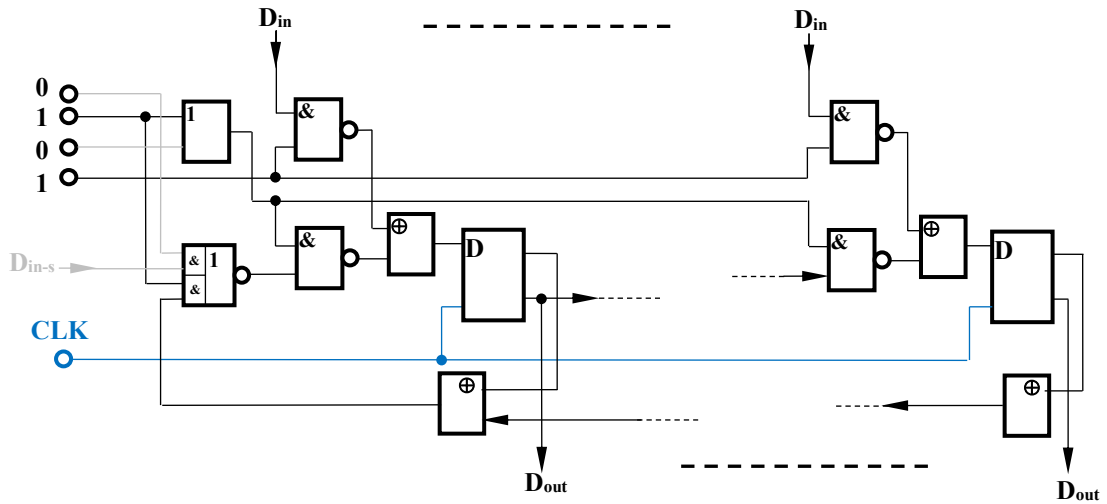 D_in D_in
0
1
0
1
1
&
&
&
&
⊕
⊕
D
D
& 1
&
D_in-s
CLK
⊕
⊕
D_out
D_out